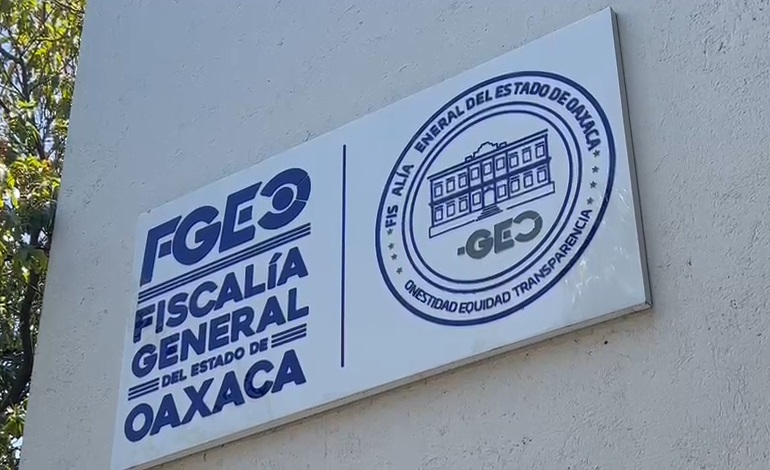 FGEO
FISCALÍA
GENERAL
DEL ESTADO DE
OAXACA
FIS ALÍA ENERAL DEL ESTADO DE OAXACA
-GEO
ONESTIDAD EQUIDAD TRANSPARENCIA